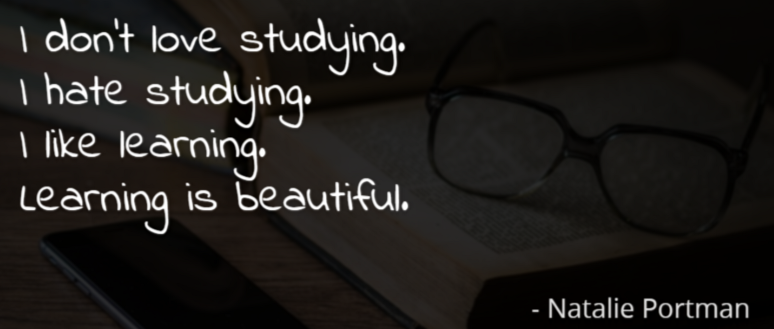 I don't love studying.
I hate studying.
I like learning.
Learning is beautiful.
- Natalie Portman